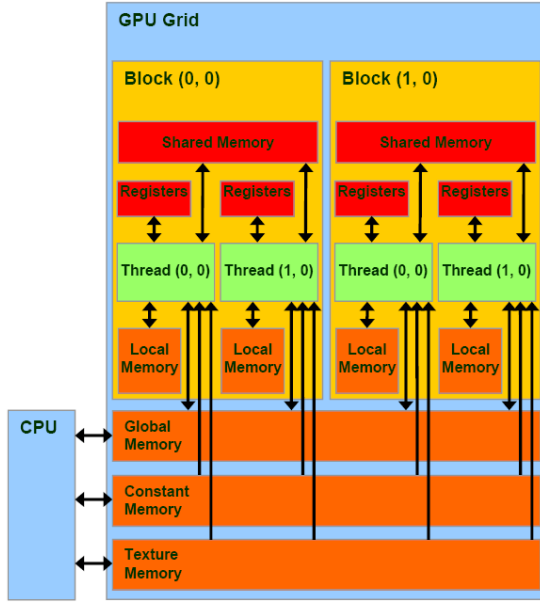 GPU Grid
Block (0, 0)
Block (1, 0)
Shared Memory
Shared Memory
Registers
Registers
Registers
Registers
Thread (0, 0)
Thread (1, 0)
Thread (0, 0)
Thread (1, 0)
Local
Memory
Local
Memory
Local
Memory
Local
Memory
CPU
Global
Memory
Constant
Memory
Texture
Memory